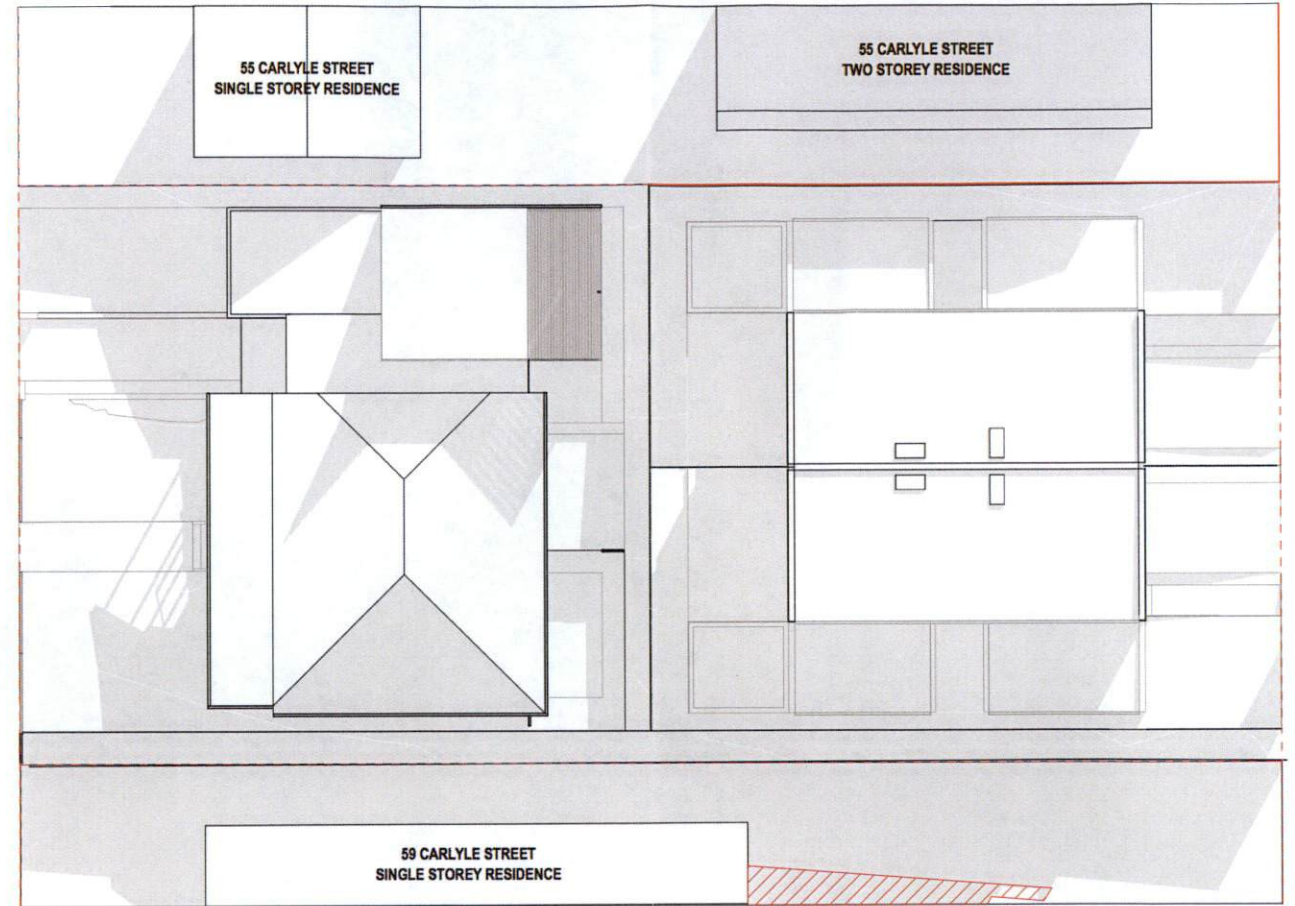 55 CARLYLE STREET
SINGLE STOREY RESIDENCE
55 CARLYLE STREET
TWO STOREY RESIDENCE
59 CARLYLE STREET
SINGLE STOREY RESIDENCE